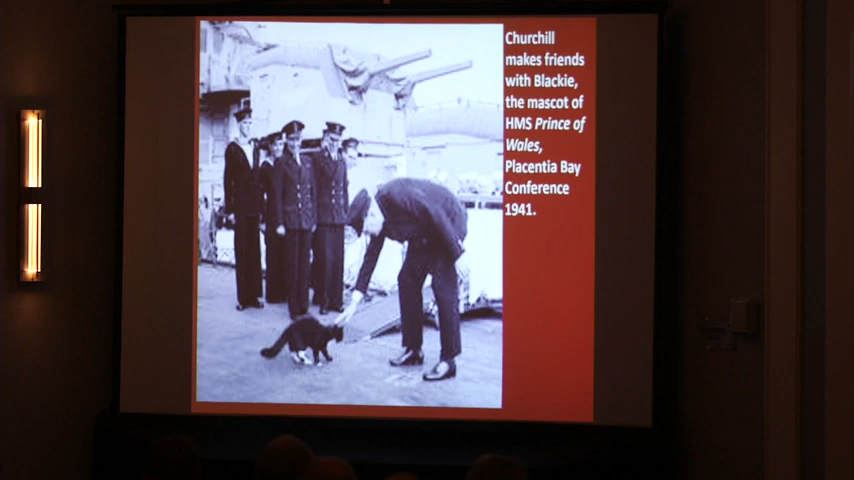 Churchill
makes friends
with Blackie,
the mascot of
HMS Prince of
Wales,
Placentia Bay
Conference
1941.